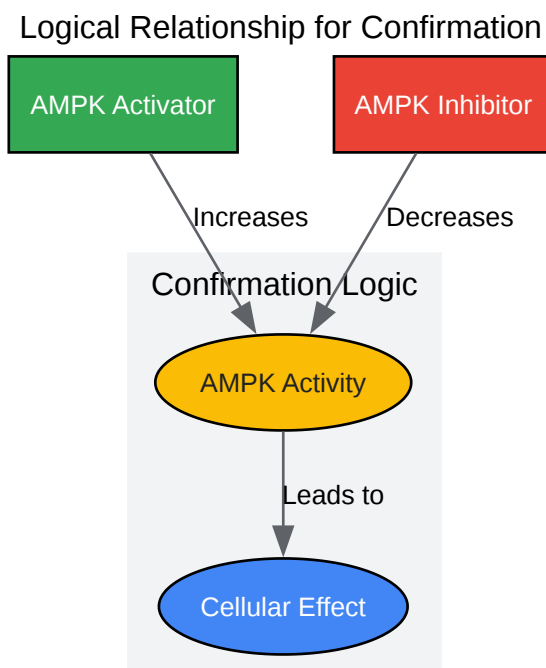 Logical Relationship for Confirmation
AMPK Activator
AMPK Inhibitor
Increases
Decreases
Confirmation Logic
AMPK Activity
Leads to
Cellular Effect